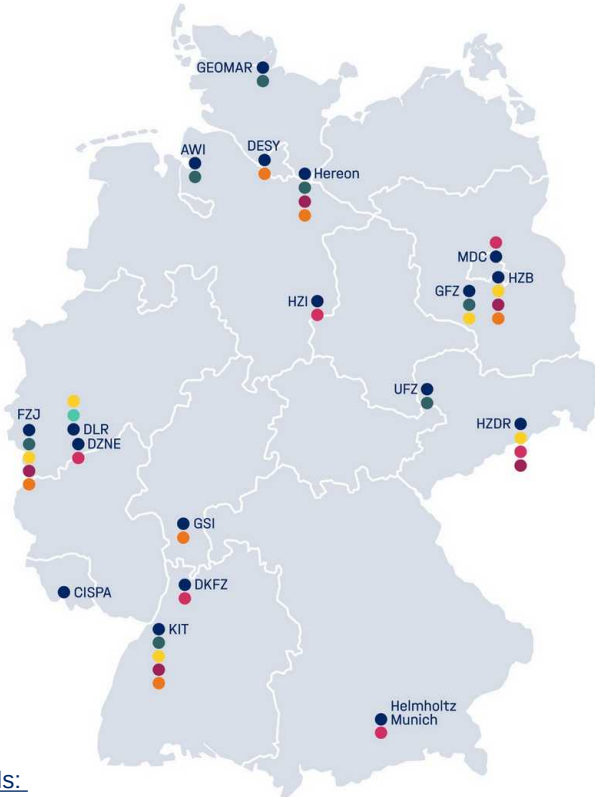 GEOMAR
AWI
DESY
Hereon
MDC
HZB
GFZ
HZI
UFZ
HZDR
FZJ
DLR
DZNE
GSI
DKFZ
CISPA
KIT
Helmholtz
Munich
ls: